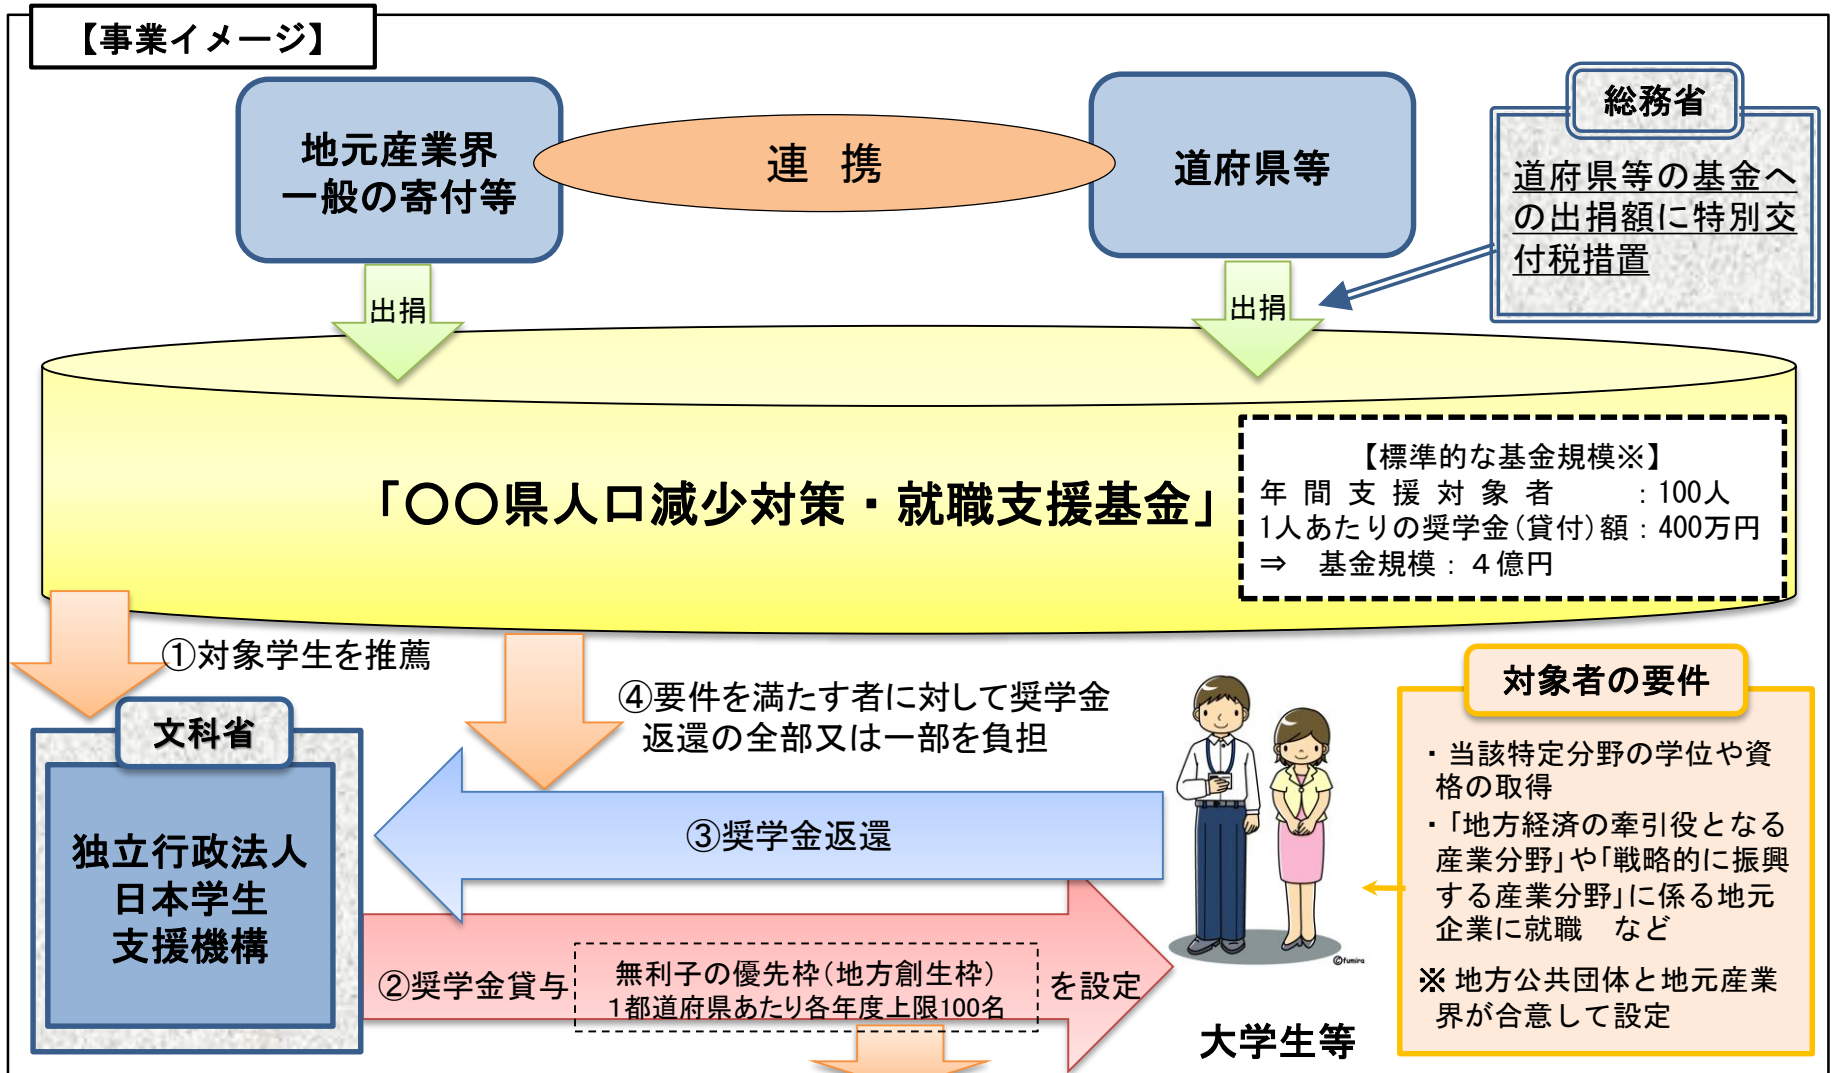 【事業イメージ】
地元産業界
一般の寄付等
連 携
道府県等
総務省
道府県等の基金へ
の出捐額に特別交
付税措置
出捐
出捐
「〇〇県人口減少対策・就職支援基金」
【標準的な基金規模※】
年間支援対象者 ：100人
1人あたりの奨学金(貸付)額：400万円
⇒ 基金規模：４億円
①対象学生を推薦
④要件を満たす者に対して奨学金
返還の全部又は一部を負担
文科省
独立行政法人
日本学生
支援機構
③奨学金返還
②奨学金貸与
無利子の優先枠(地方創生枠)
1都道府県あたり各年度上限100名
を設定
©fumira
大学生等
対象者の要件
・当該特定分野の学位や資
格の取得
・「地方経済の牽引役となる
産業分野」や「戦略的に振興
する産業分野」に係る地元
企業に就職 など
※ 地方公共団体と地元産業
界が合意して設定